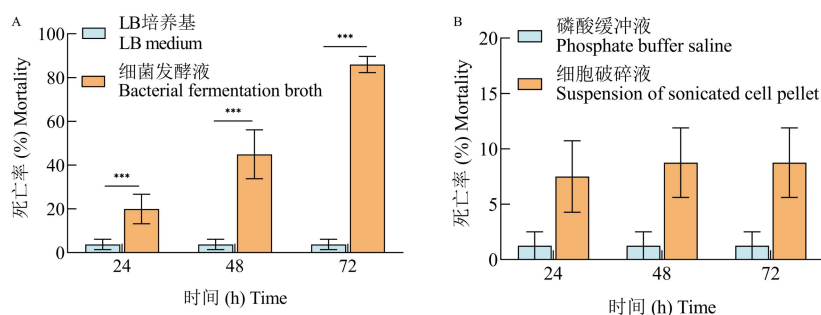 A
LB培养基
LB medium
细菌发酵液
Bacterial fermentation broth
***
***
***
死亡率 (%) Mortality
100
80
60
40
20
0
24
48
72
时间 (h) Time
B
磷酸缓冲液
Phosphate buffer saline
细胞破碎液
Suspension of sonicated cell pellet
死亡率 (%) Mortality
20
15
10
5
0
24
48
72
时间 (h) Time